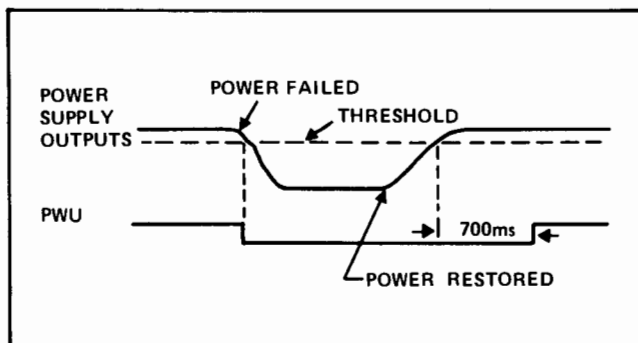 POWER FAILED
POWER
SUPPLY
OUTPUTS
THRESHOLD
PWU
700ms
POWER RESTORED